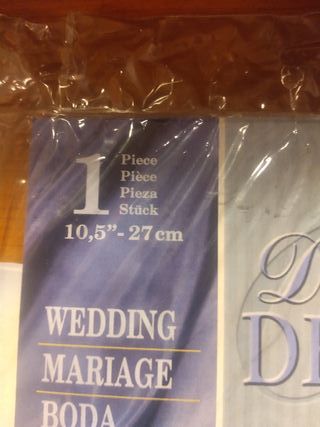 1
Piece
Pièce
Pieza
Stück
10,5”- 27cm
WEDDING
MARIAGE
BODA